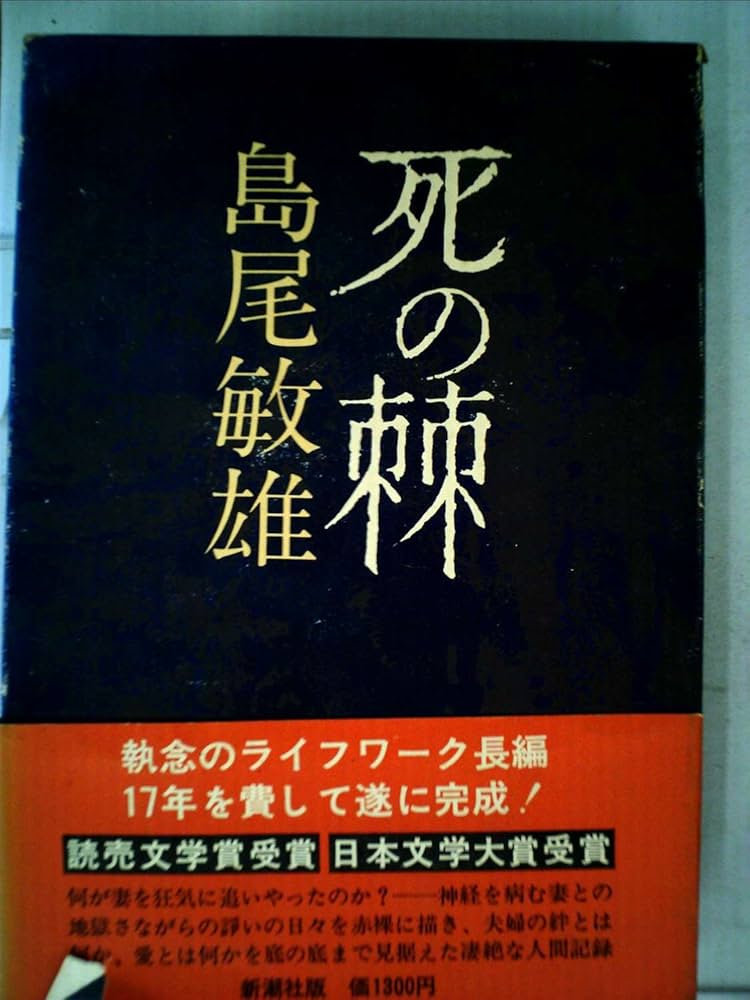 死の棘
島尾敏雄
執念のライフワーク長編
17年を費して遂に完成!
読売文学賞受賞 日本文学大賞受賞
何が妻を狂気に追いやったのか?──神経を病む妻との
地獄さながらの諍いの日々を赤裸に描き、夫婦の絆とは
何か、愛とは何かを底の底まで見据えた凄絶な人間記録
新潮社版 価1300円